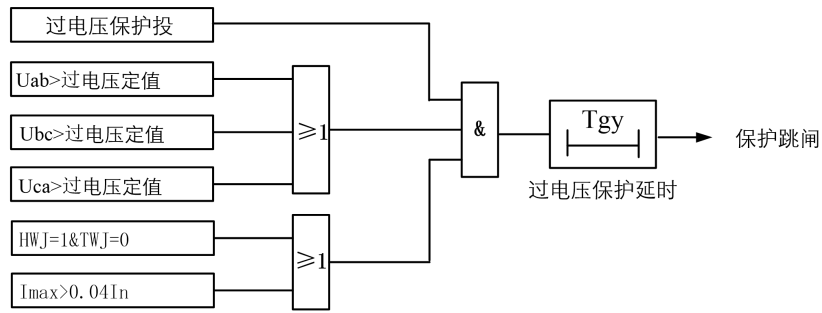 过电压保护投
Uab>过电压定值
Ubc>过电压定值
Uca>过电压定值
HWJ=1&TWJ=0
Imax>0.04In
≥1
≥1
&
Tgy
过电压保护延时
保护跳闸